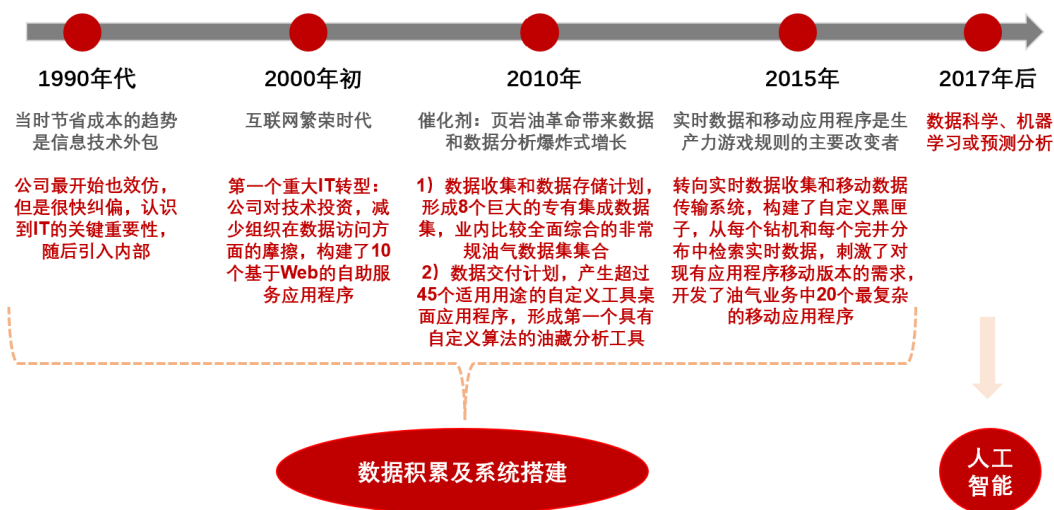 1990年代
当时节省成本的趋势
是信息技术外包
公司最开始也效仿，
但是很快纠偏，认识
到IT的关键重要性，
随后引入内部
2000年初
互联网繁荣时代
第一个重大IT转型：
公司对技术投资，减
少组织在数据访问方
面的摩擦，构建了10
个基于Web的自助服
务应用程序
2010年
催化剂：页岩油革命带来数据
和数据分析爆炸式增长
1）数据收集和数据存储计划，
形成8个巨大的专有集成数据
集，业内比较全面综合的非常
规油气数据集集合
2）数据交付计划，产生超过
45个适用用途的自定义工具桌
面应用程序，形成第一个具有
自定义算法的油藏分析工具
2015年
实时数据和移动应用程序是生
产力游戏规则的主要改变者
转向实时数据收集和移动数据
传输系统，构建了自定义黑匣
子，从每个钻机和每个完井分
布中检索实时数据，刺激了对
现有应用程序移动版本的需求，
开发了油气业务中20个最复杂
的移动应用程序
2017年后
数据科学、机器
学习或预测分析
数据积累及系统搭建
人工
智能